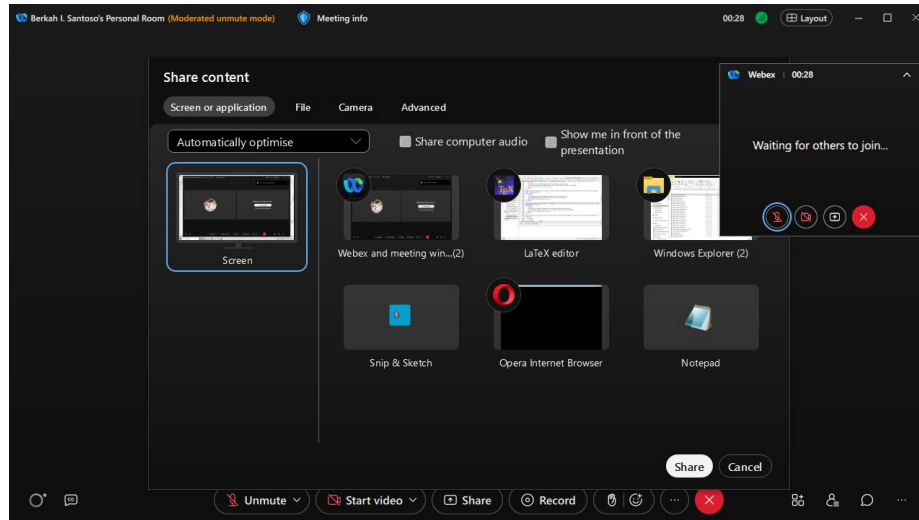 Berkah I. Santoso's Personal Room (Moderated unmute mode)
Meeting info
00:28
Layout
Share content
Webex | 00:28
Screen or application
File
Camera
Advanced
Automatically optimise
Share computer audio
Show me in front of the
presentation
Waiting for others to join...
Screen
Webex and meeting win...(2)
LaTeX editor
Windows Explorer (2)
Snip & Sketch
Opera Internet Browser
Notepad
Share
Cancel
Unmute
Start video
Share
Record